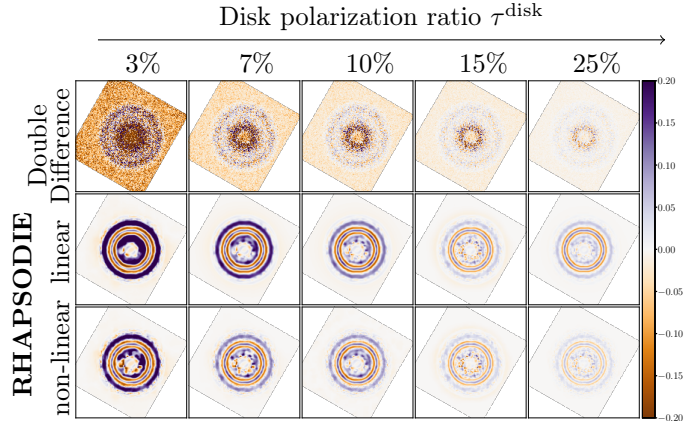 Disk polarization ratio τ^disk
3% 7% 10% 15% 25%
Double
Difference
RHAPSODIE
linear
non-linear
0.20
0.15
0.10
0.05
0.00
−0.05
−0.10
−0.15
−0.20